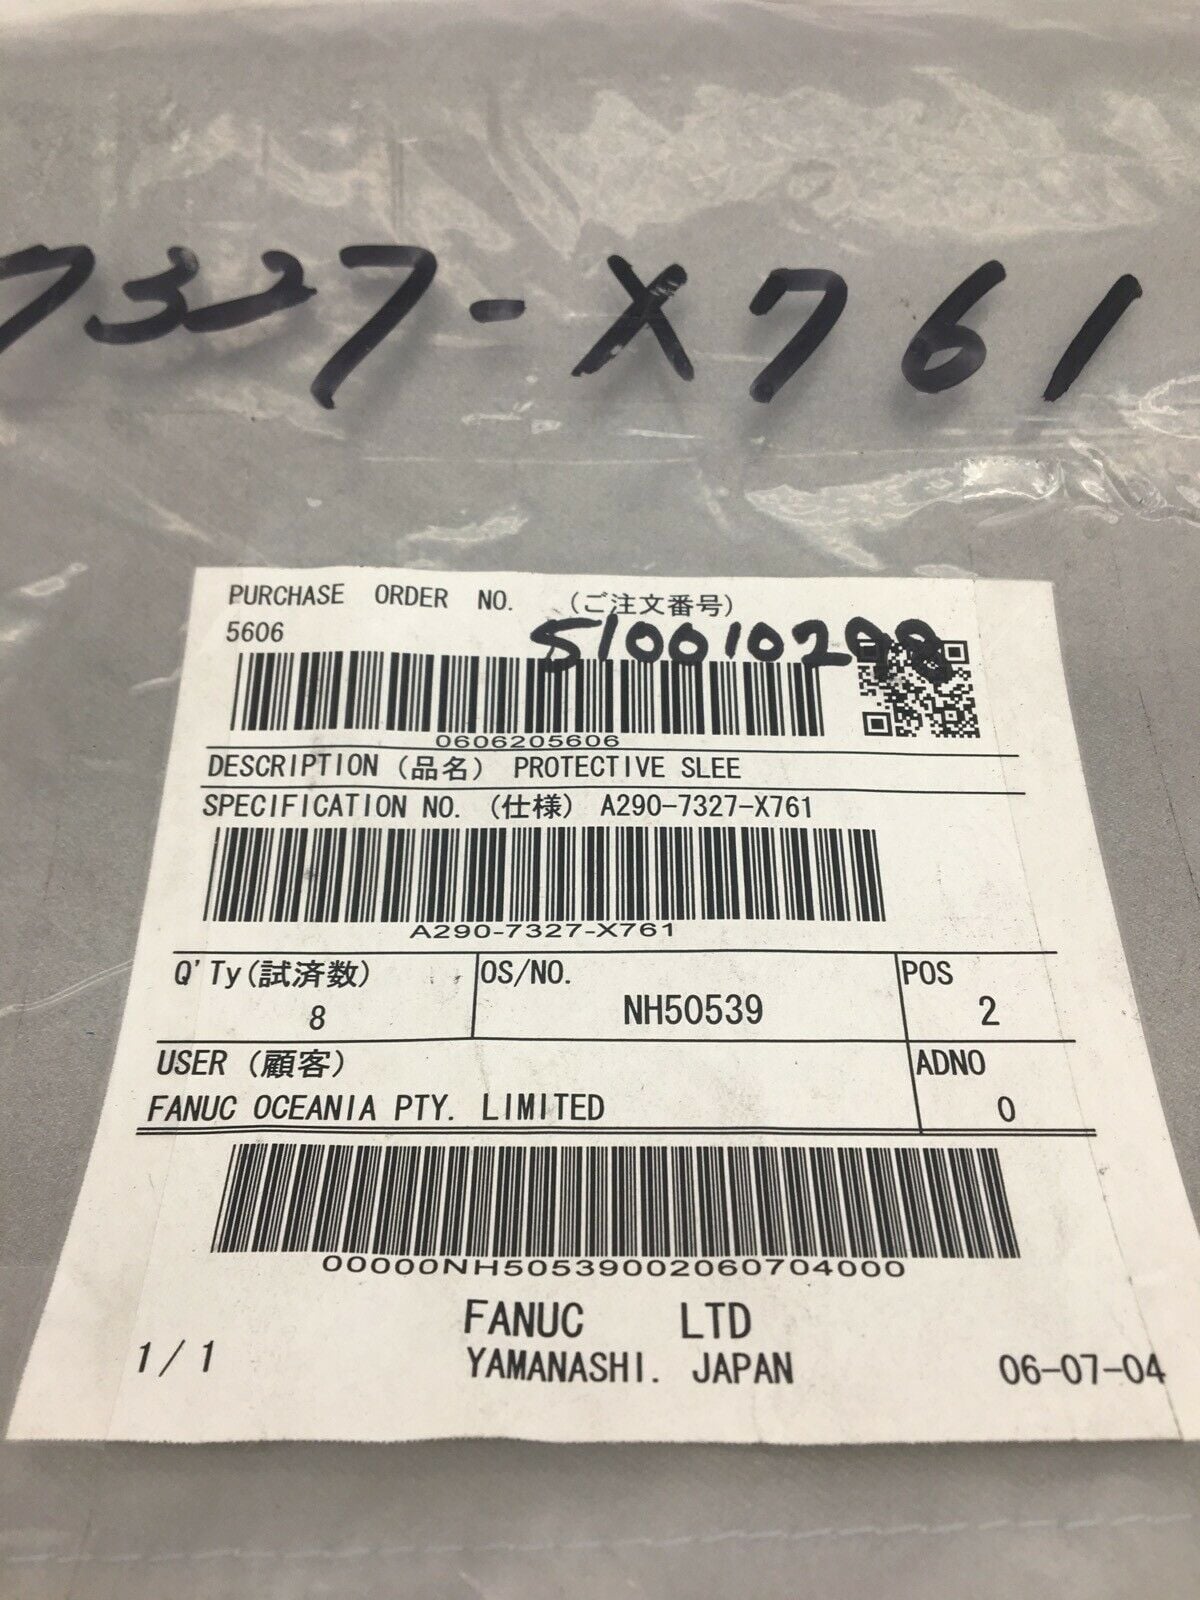 7327-X761
PURCHASE ORDER NO. (ご注文番号)
5606
S10010298
0606205606
DESCRIPTION (品名) PROTECTIVE SLEE
SPECIFICATION NO. (仕様) A290-7327-X761
A290-7327-X761
Q'Ty(試済数) OS/NO. POS
8 NH50539 2
USER (顧客) ADNO
FANUC OCEANIA PTY. LIMITED 0
00000NH50539002060704000
FANUC LTD
1/1 YAMANASHI. JAPAN 06-07-04